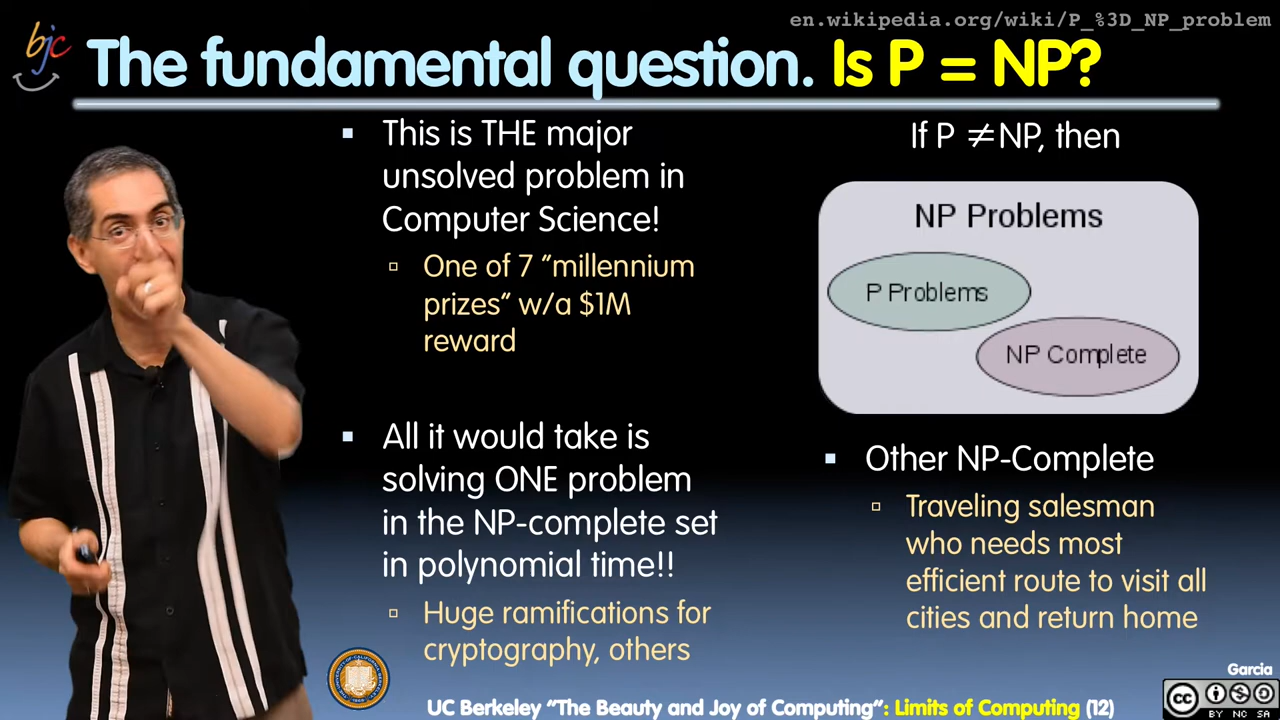 en.wikipedia.org/wiki/P_%3D_NP_problem
bjc
The fundamental question. Is P = NP?
▪ This is THE major
unsolved problem in
Computer Science!
▫ One of 7 “millennium
prizes” w/a $1M
reward
▪ All it would take is
solving ONE problem
in the NP-complete set
in polynomial time!!
▫ Huge ramifications for
cryptography, others
If P ≠NP, then
NP Problems
P Problems
NP Complete
▪ Other NP-Complete
▫ Traveling salesman
who needs most
efficient route to visit all
cities and return home
Garcia
UC Berkeley “The Beauty and Joy of Computing”: Limits of Computing (12)
cc
BY NC SA